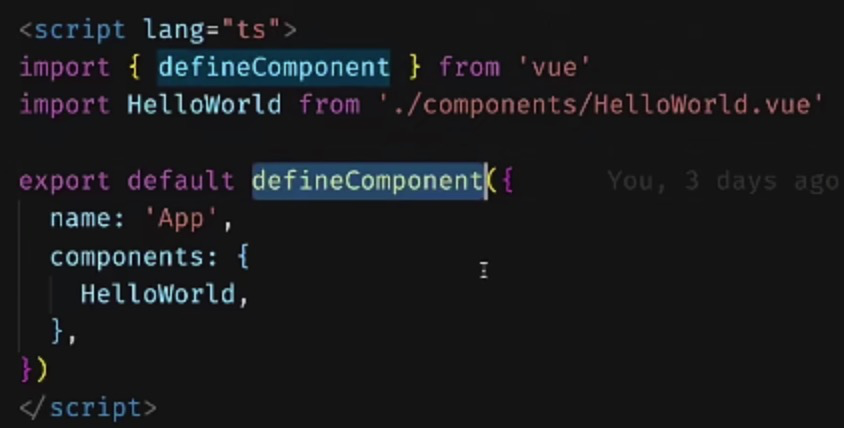 <script lang="ts">
import { defineComponent } from 'vue'
import HelloWorld from './components/HelloWorld.vue'
export default defineComponent({ You, 3 days ago
name: 'App',
components: {
HelloWorld,
},
})
</script>